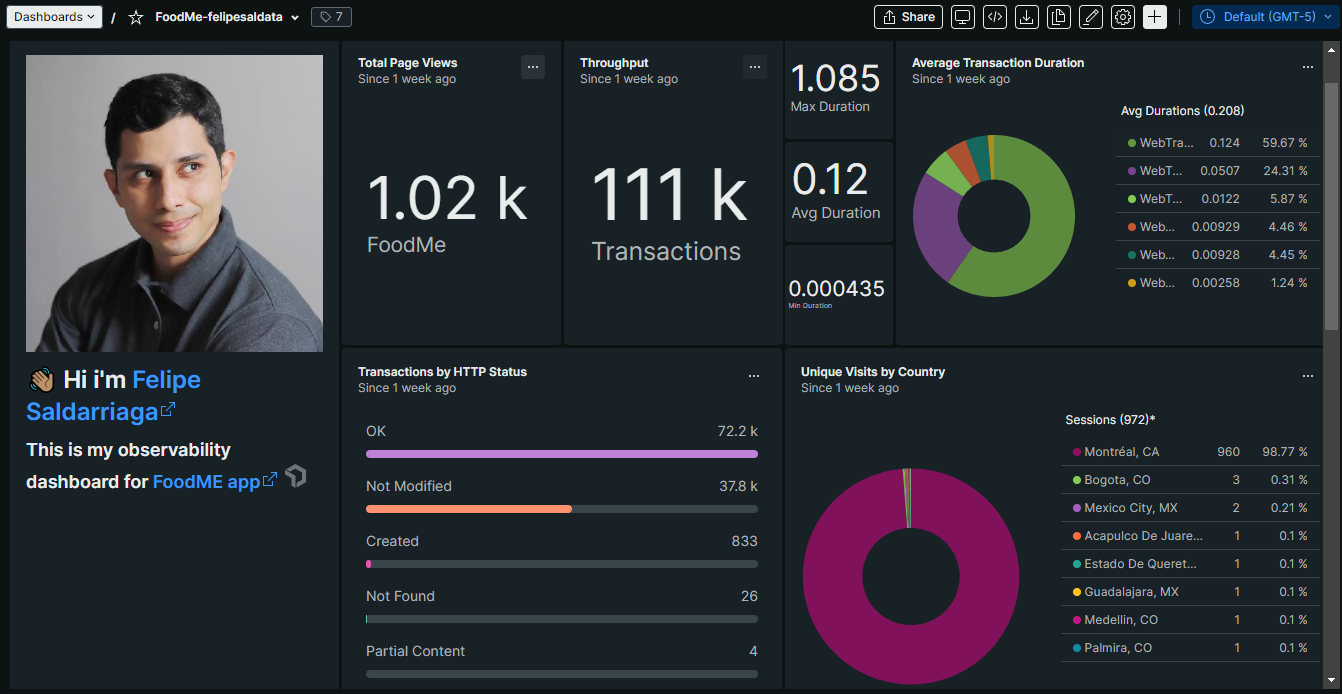 Dashboards / FoodMe-felipesaldata 7 Share </> Default (GMT-5)
👋🏽 Hi i'm Felipe
Saldarriaga
This is my observability
dashboard for FoodME app
Total Page Views
Since 1 week ago
1.02 k
FoodMe
Throughput
Since 1 week ago
111 k
Transactions
1.085
Max Duration
0.12
Avg Duration
0.000435
Min Duration
Average Transaction Duration
Since 1 week ago
Avg Durations (0.208)
WebTra... 0.124 59.67 %
WebT... 0.0507 24.31 %
WebT... 0.0122 5.87 %
Web... 0.00929 4.46 %
Web... 0.00928 4.45 %
Web... 0.00258 1.24 %
Transactions by HTTP Status
Since 1 week ago
OK 72.2 k
Not Modified 37.8 k
Created 833
Not Found 26
Partial Content 4
Unique Visits by Country
Since 1 week ago
Sessions (972)*
Montréal, CA 960 98.77 %
Bogota, CO 3 0.31 %
Mexico City, MX 2 0.21 %
Acapulco De Juare... 1 0.1 %
Estado De Queret... 1 0.1 %
Guadalajara, MX 1 0.1 %
Medellin, CO 1 0.1 %
Palmira, CO 1 0.1 %